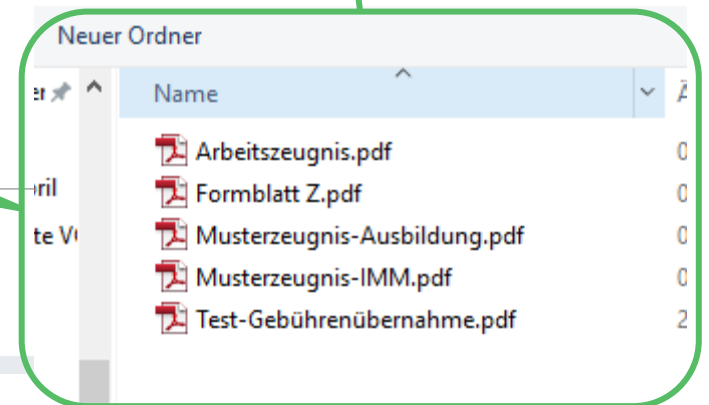 Neuer Ordner
Name
Arbeitszeugnis.pdf
Formblatt Z.pdf
Musterzeugnis-Ausbildung.pdf
Musterzeugnis-IMM.pdf
Test-Gebührenübernahme.pdf